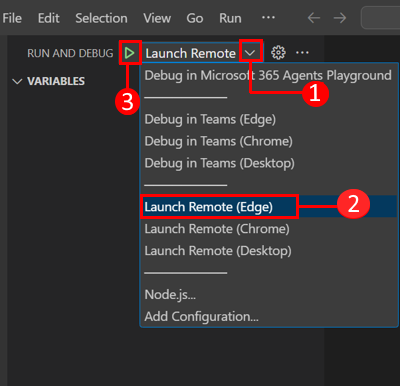 File Edit Selection View Go Run ···
RUN AND DEBUG Launch Remote ···
Debug in Microsoft 365 Agents Playground
1
VARIABLES
3
Debug in Teams (Edge)
Debug in Teams (Chrome)
Debug in Teams (Desktop)
Launch Remote (Edge)
2
Launch Remote (Chrome)
Launch Remote (Desktop)
Node.js...
Add Configuration...